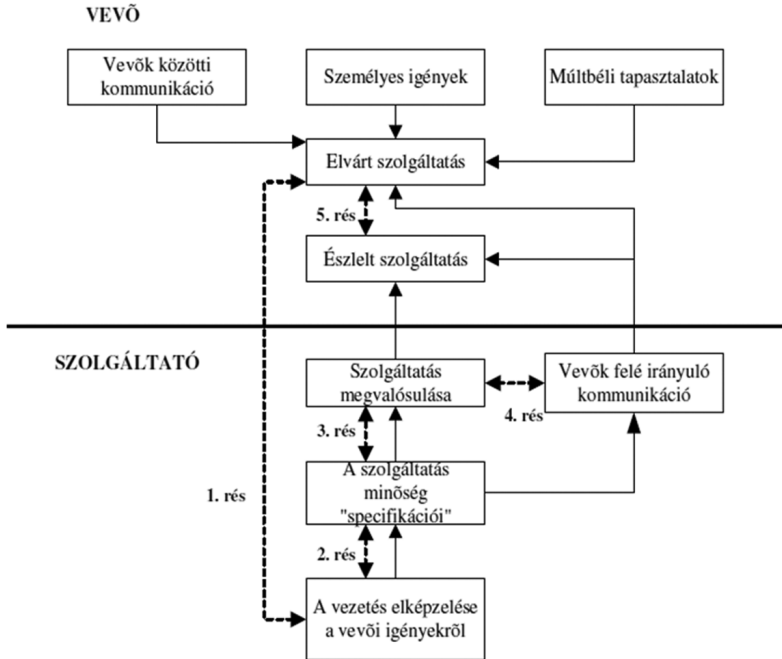 VEVÕ
Vevõk közötti
kommunikáció
Személyes igények
Múltbéli tapasztalatok
Elvárt szolgáltatás
5. rés
Észlelt szolgáltatás
SZOLGÁLTATÓ
Szolgáltatás
megvalósulása
Vevõk felé irányuló
kommunikáció
4. rés
3. rés
A szolgáltatás
minõség
"specifikációi"
1. rés
2. rés
A vezetés elképzelése
a vevõi igényekrõl